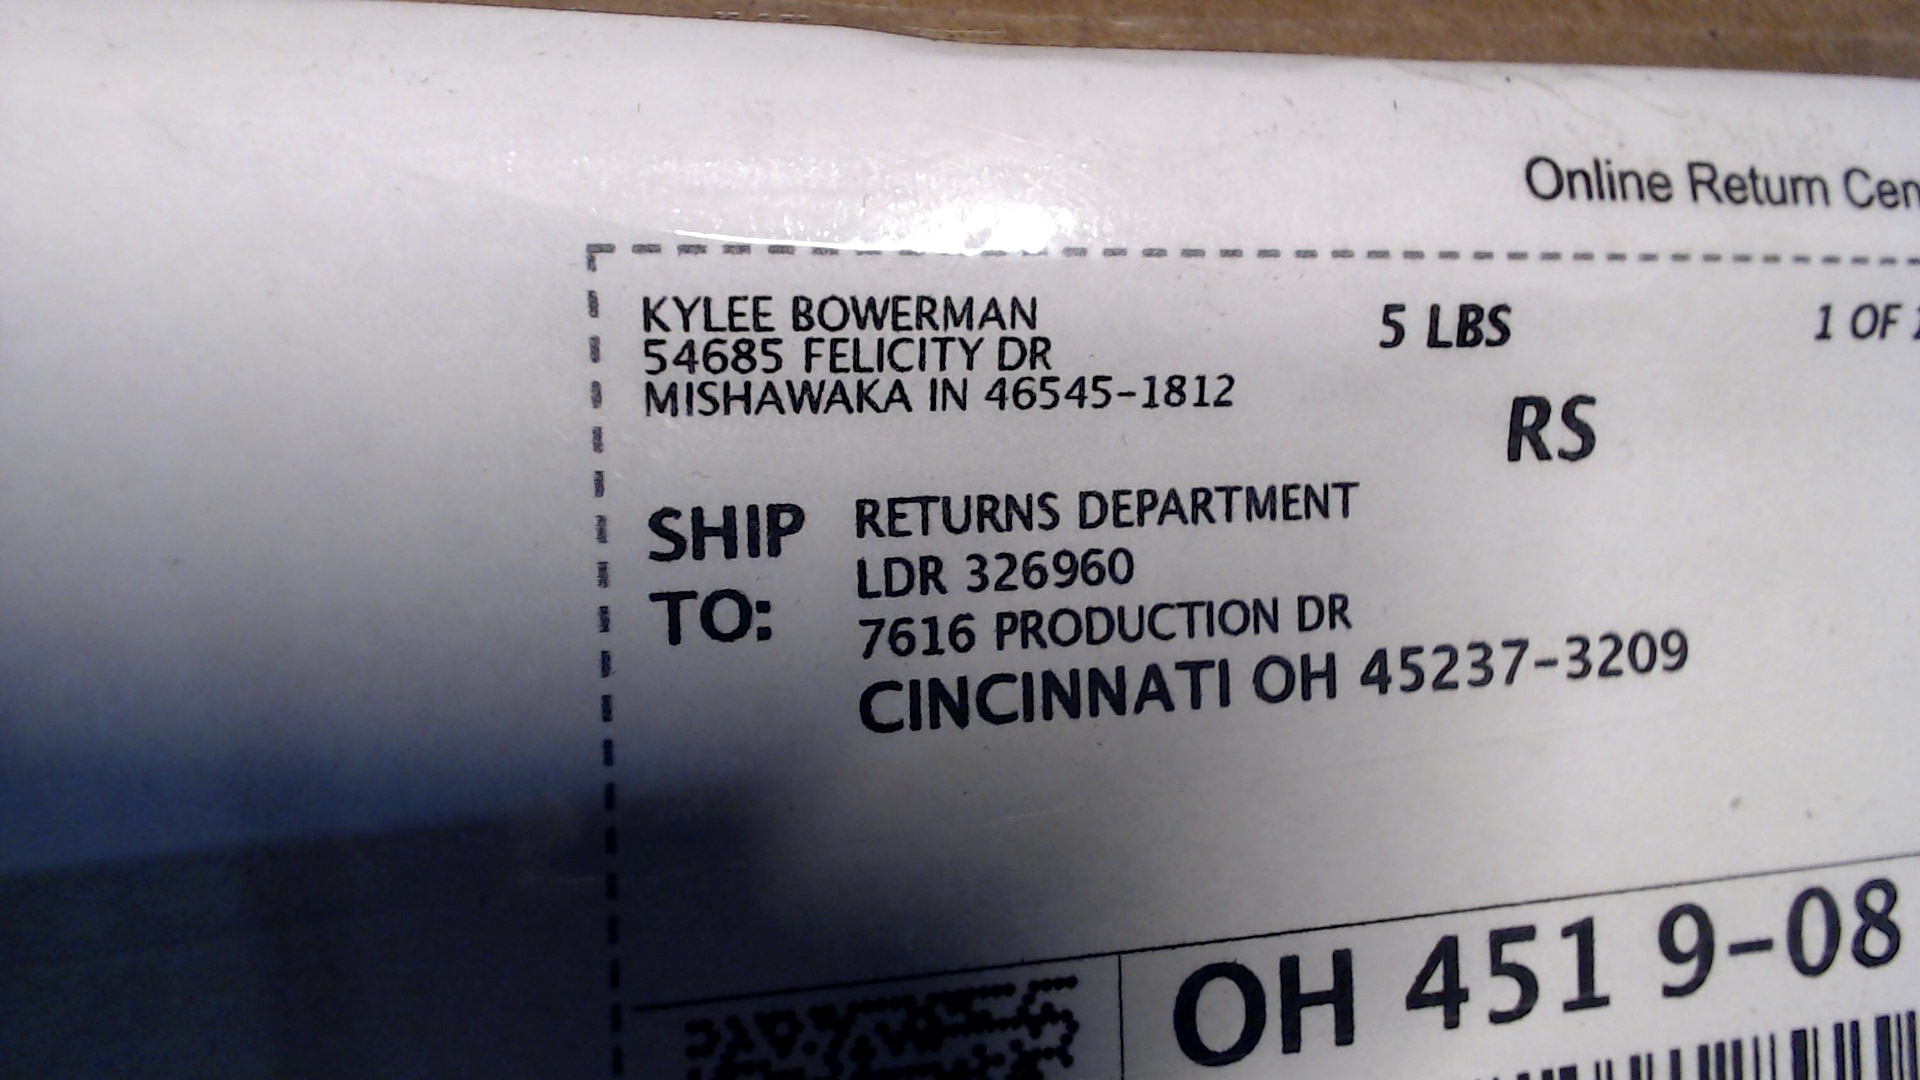 Online Return
KYLEE BOWERMAN
5 LBS
1 OF
54685 FELICITY DR
MISHAWAKA IN 46545-1812
RS
SHIP TO:
RETURNS DEPARTMENT
LDR 326960
7616 PRODUCTION DR
CINCINNATI OH 45237-3209
OH 451 9-08